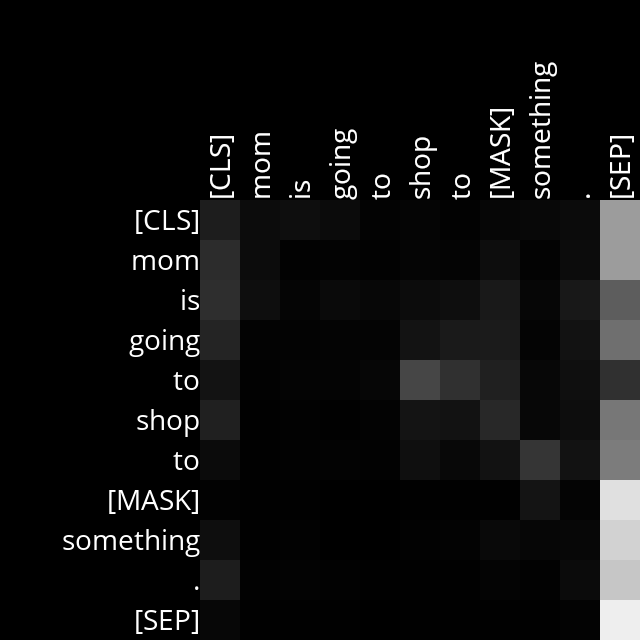 [CLS] mom is going to shop to [MASK] something . [SEP]
[CLS]
mom
is
going
to
shop
to
[MASK]
something
.
[SEP]